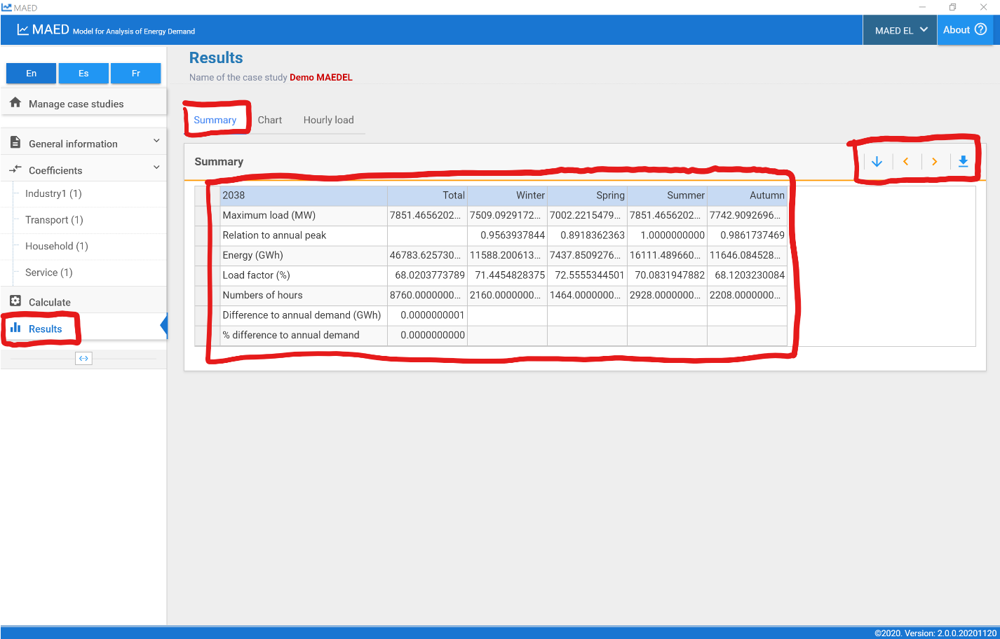 MAED
MAED Model for Analysis of Energy Demand
MAED EL
About
En Es Fr
Manage case studies
General information
Coefficients
Industry1 (1)
Transport (1)
Household (1)
Service (1)
Calculate
Results
Results
Name of the case study Demo MAEDEL
Summary Chart Hourly load
Summary
2038 Total Winter Spring Summer Autumn
Maximum load (MW) 7851.4656202... 7509.0929172... 7002.2215479... 7851.4656202... 7742.9092696...
Relation to annual peak 0.9563937844 0.8918362363 1.0000000000 0.9861737469
Energy (GWh) 46783.625730... 11588.200613... 7437.8509276... 16111.489660... 11646.084528...
Load factor (%) 68.0203773789 71.4454828375 72.5555344501 70.0831947882 68.1203230084
Numbers of hours 8760.0000000... 2160.0000000... 1464.0000000... 2928.0000000... 2208.0000000...
Difference to annual demand (GWh) 0.0000000001
% difference to annual demand 0.0000000000
©2020. Version: 2.0.0.20201120